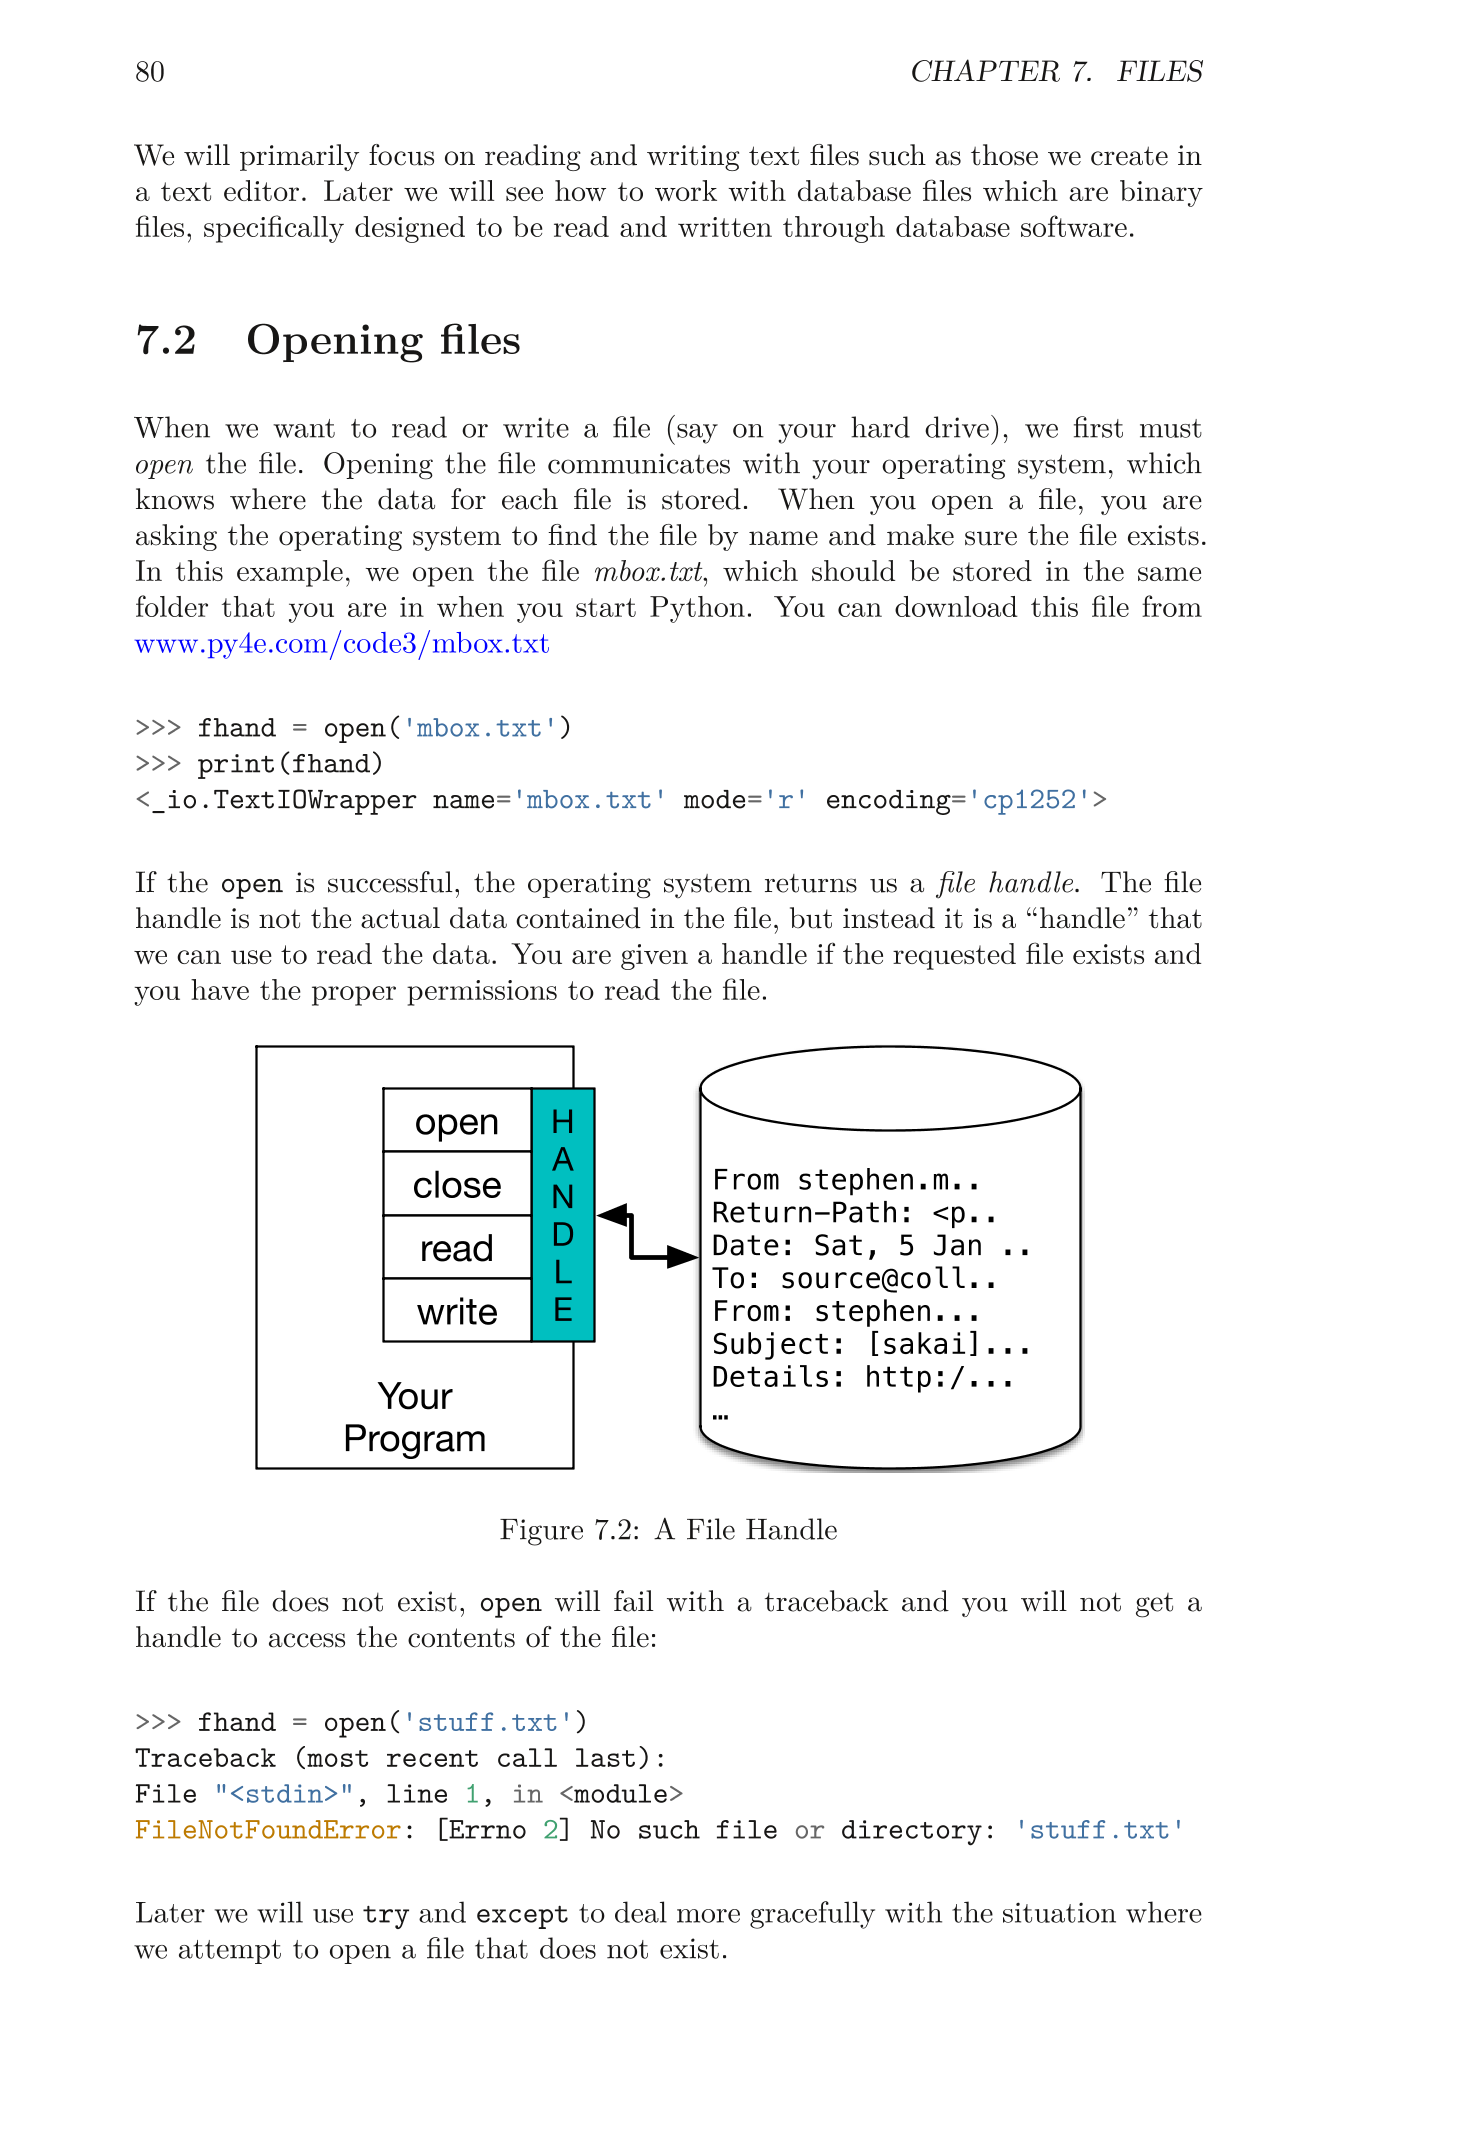 80 CHAPTER 7. FILES
We will primarily focus on reading and writing text files such as those we create in
a text editor. Later we will see how to work with database files which are binary
files, specifically designed to be read and written through database software.
7.2 Opening files
When we want to read or write a file (say on your hard drive), we first must
open the file. Opening the file communicates with your operating system, which
knows where the data for each file is stored. When you open a file, you are
asking the operating system to find the file by name and make sure the file exists.
In this example, we open the file mbox.txt, which should be stored in the same
folder that you are in when you start Python. You can download this file from
www.py4e.com/code3/mbox.txt
>>> fhand = open('mbox.txt')
>>> print(fhand)
<_io.TextIOWrapper name='mbox.txt' mode='r' encoding='cp1252'>
If the open is successful, the operating system returns us a file handle. The file
handle is not the actual data contained in the file, but instead it is a “handle” that
we can use to read the data. You are given a handle if the requested file exists and
you have the proper permissions to read the file.
open
close
read
write
H
A
N
D
L
E
Your
Program
From stephen.m..
Return-Path: <p..
Date: Sat, 5 Jan ..
To: source@coll..
From: stephen...
Subject: [sakai]...
Details: http:/...
…
Figure 7.2: A File Handle
If the file does not exist, open will fail with a traceback and you will not get a
handle to access the contents of the file:
>>> fhand = open('stuff.txt')
Traceback (most recent call last):
File "<stdin>", line 1, in <module>
FileNotFoundError: [Errno 2] No such file or directory: 'stuff.txt'
Later we will use try and except to deal more gracefully with the situation where
we attempt to open a file that does not exist.